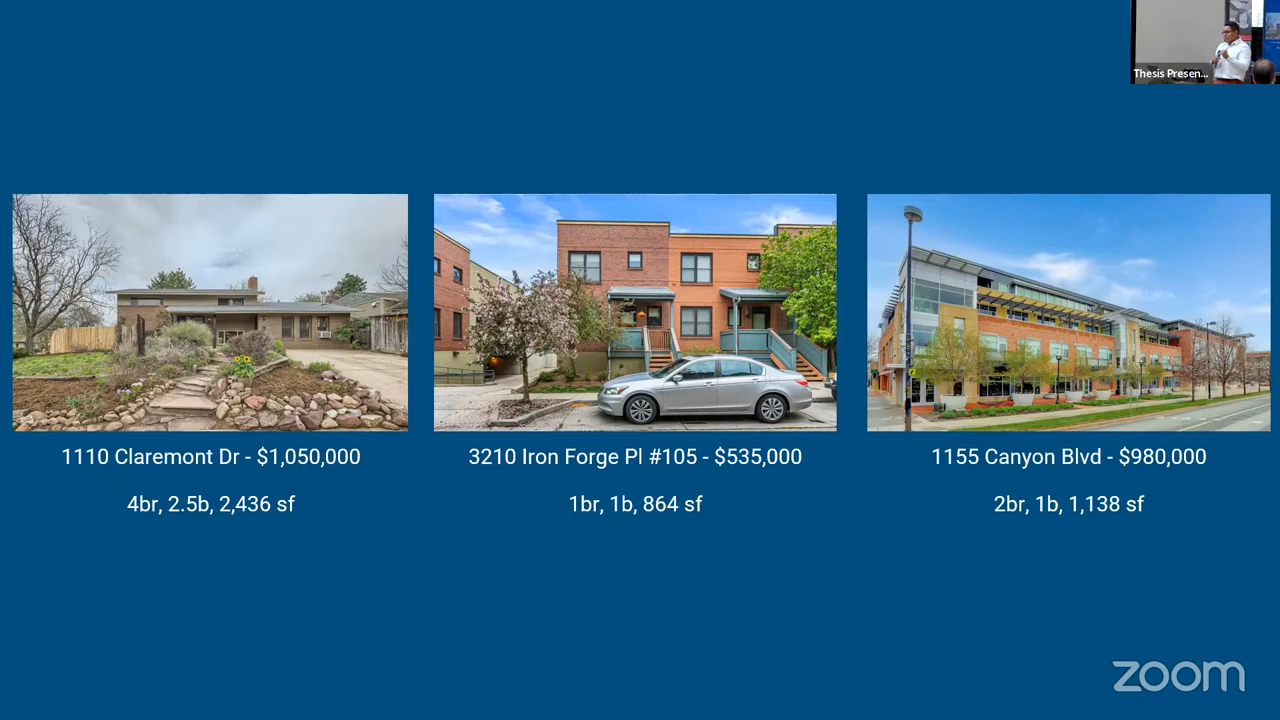 Thesis Presen...
1110 Claremont Dr - $1,050,000
4br, 2.5b, 2,436 sf
3210 Iron Forge Pl #105 - $535,000
1br, 1b, 864 sf
1155 Canyon Blvd - $980,000
2br, 1b, 1,138 sf
zoom